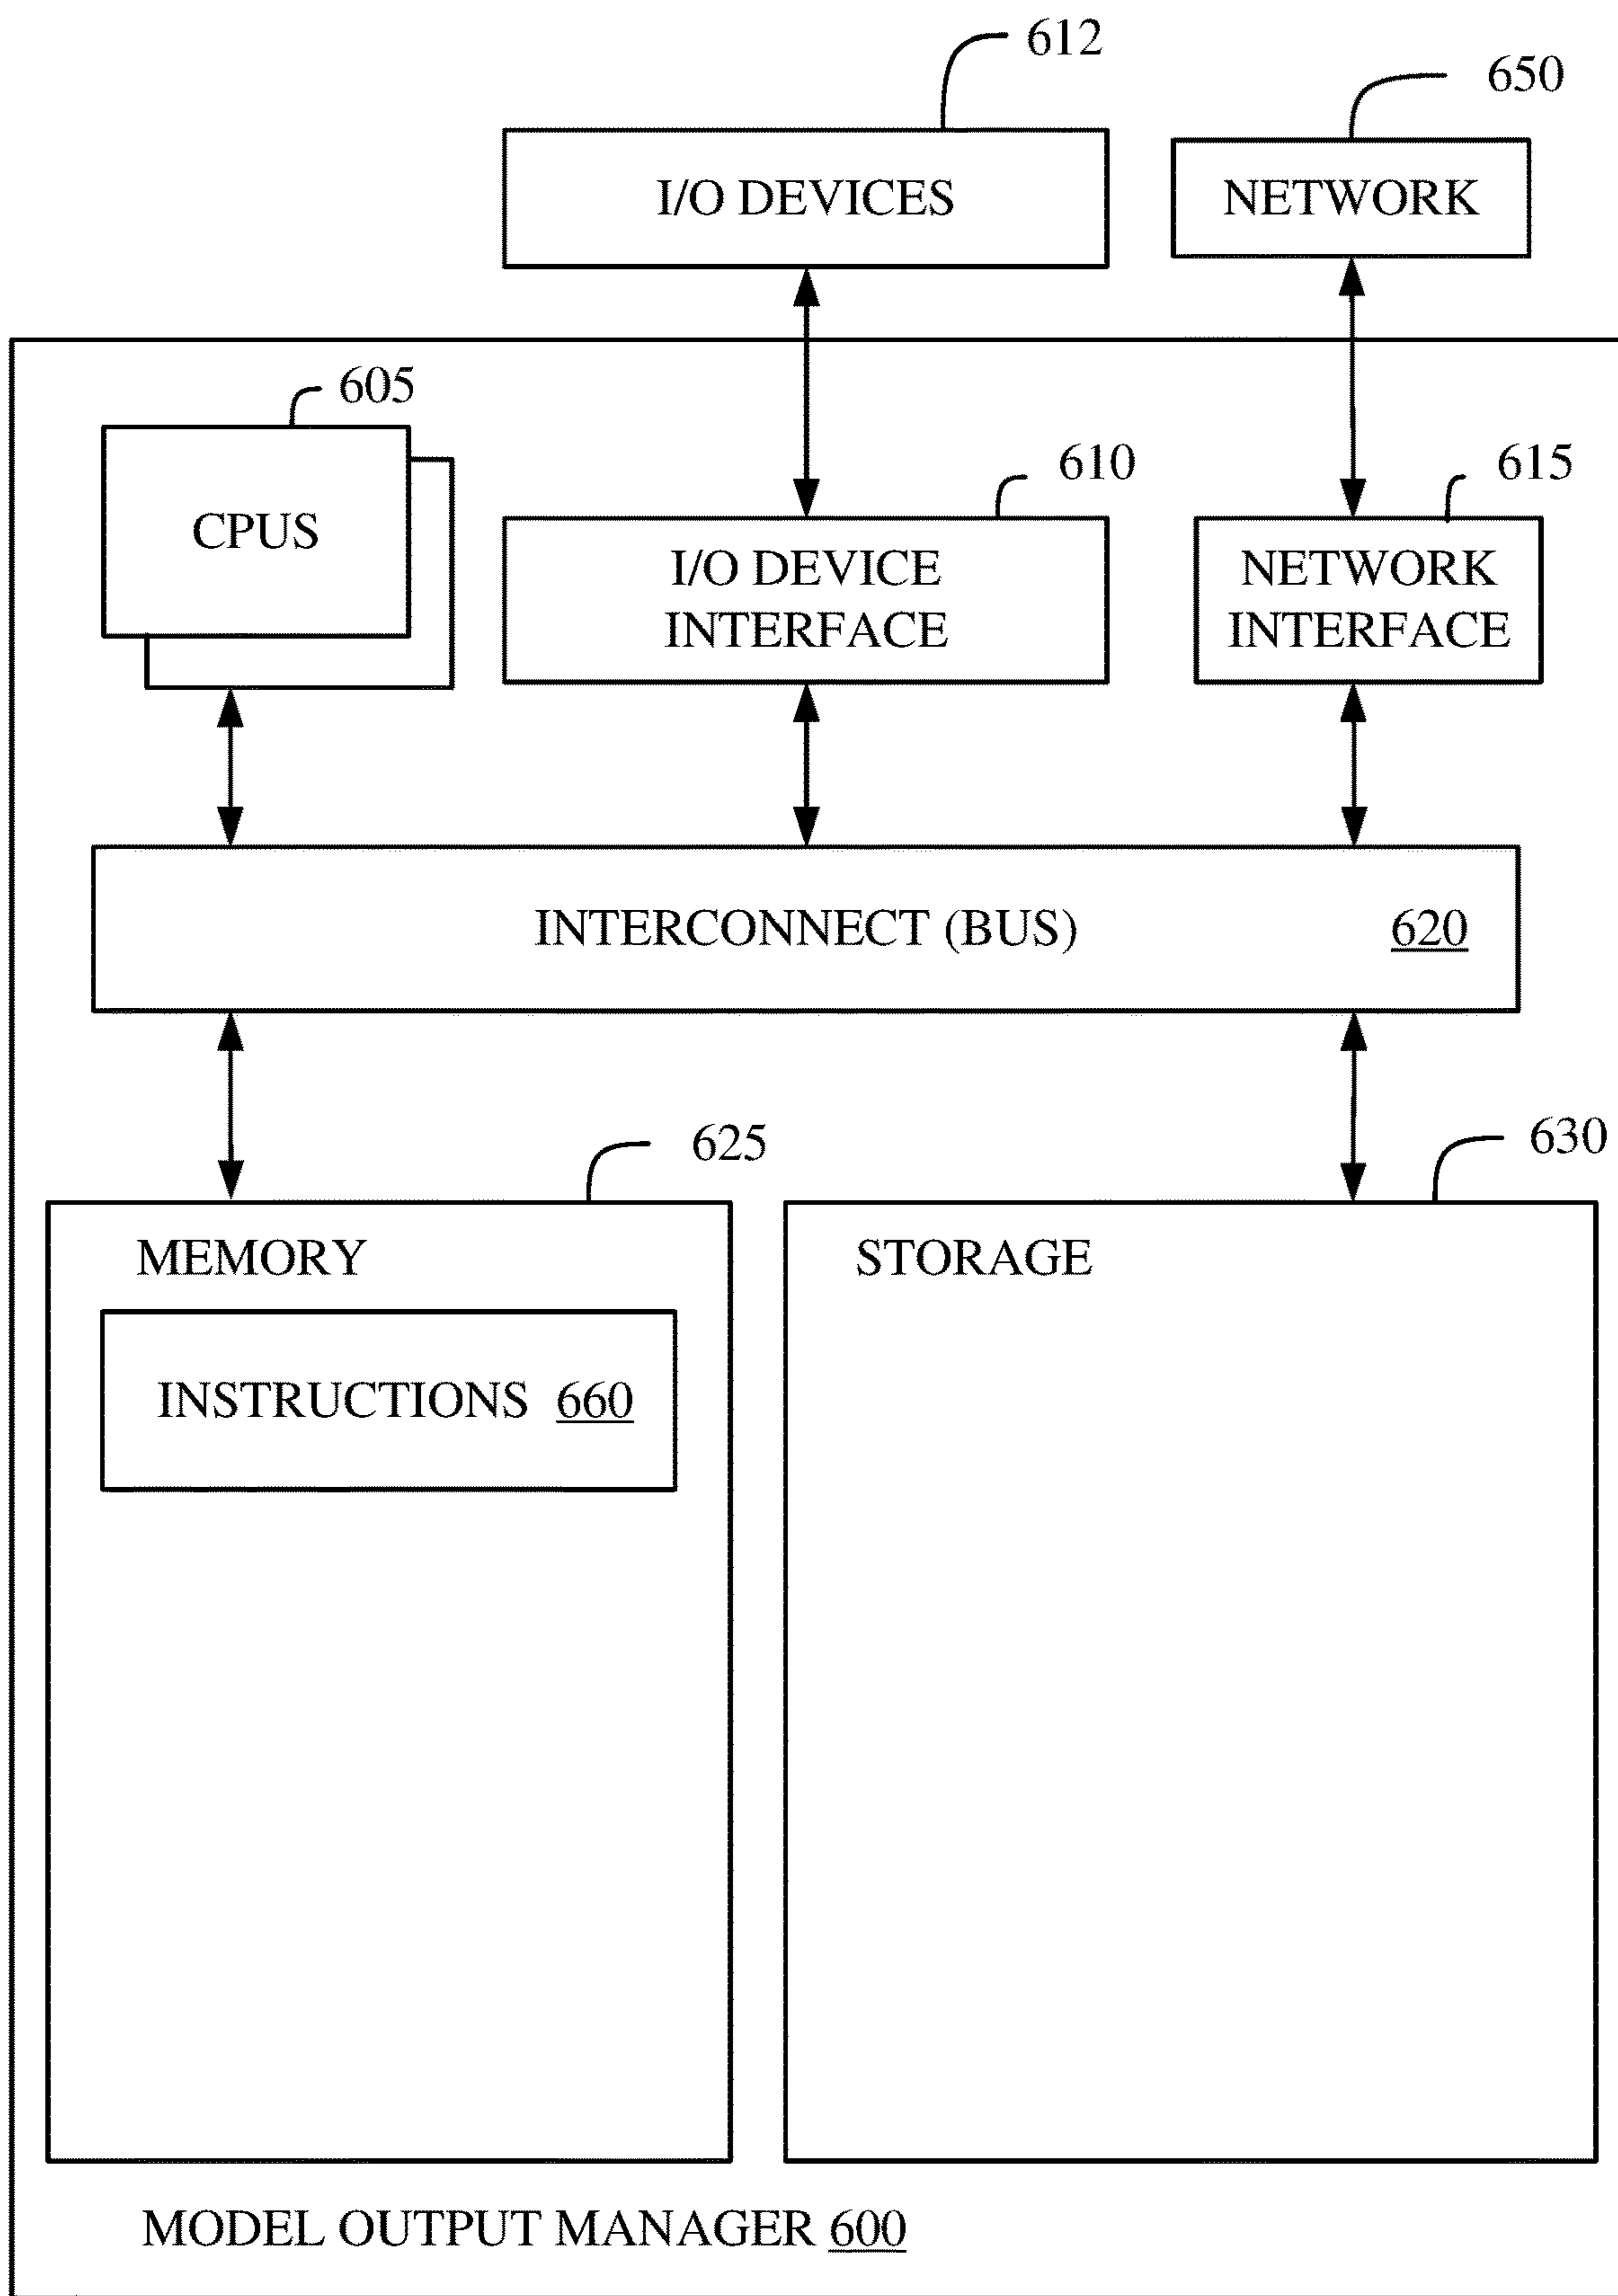 612
650
I/O DEVICES
NETWORK
605
610
615
CPUS
I/O DEVICE
INTERFACE
NETWORK
INTERFACE
INTERCONNECT (BUS) 620
625
630
MEMORY
STORAGE
INSTRUCTIONS 660
MODEL OUTPUT MANAGER 600